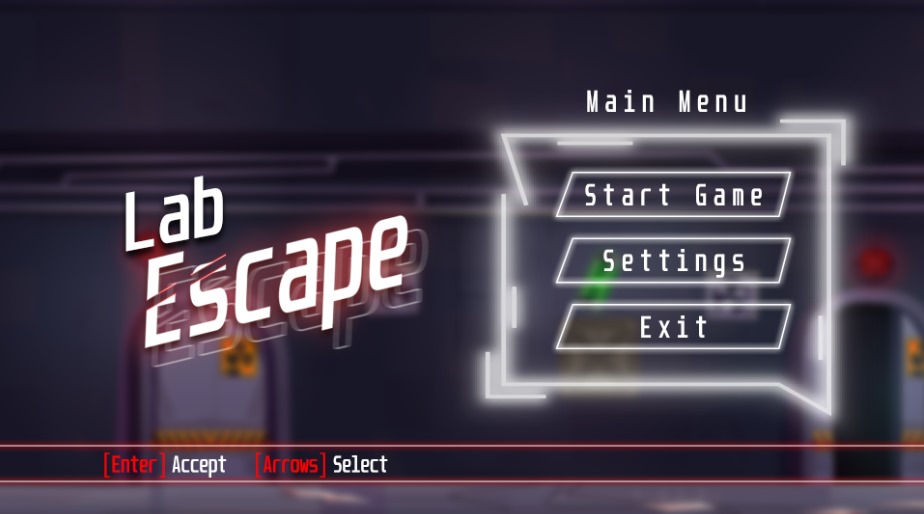 Main Menu
Lab
Escape
Start Game
Settings
Exit
[Enter] Accept [Arrows] Select